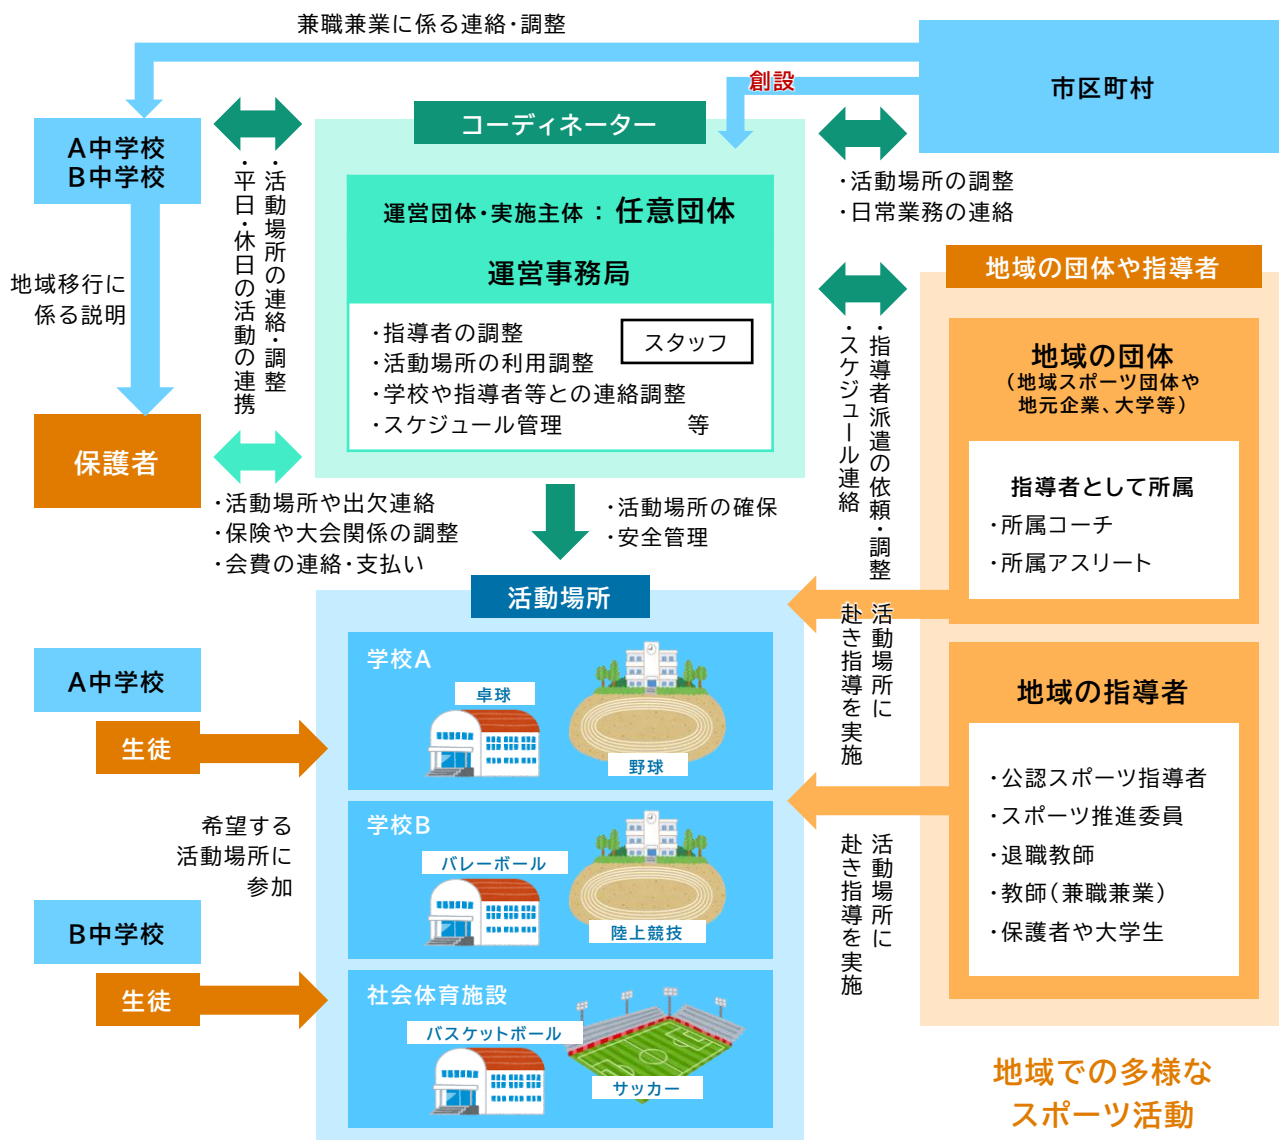 兼職兼業に係る連絡・調整
市区町村
創設
A中学校
B中学校
・活動場所の連絡・調整
・平日・休日の活動の連携
コーディネーター
運営団体・実施主体：任意団体
運営事務局
・指導者の調整
スタッフ
・活動場所の利用調整
・学校や指導者等との連絡調整
・スケジュール管理　等
・活動場所の調整
・日常業務の連絡
地域移行に
係る説明
保護者
・活動場所や出欠連絡
・保険や大会関係の調整
・会費の連絡・支払い
・活動場所の確保
・安全管理
・指導者派遣の依頼・調整
・スケジュール連絡
地域の団体や指導者
地域の団体
（地域スポーツ団体や
地元企業、大学等）
指導者として所属
・所属コーチ
・所属アスリート
活動場所に
赴き指導を実施
地域の指導者
・公認スポーツ指導者
・スポーツ推進委員
・退職教師
・教師（兼職兼業）
・保護者や大学生
活動場所に
赴き指導を実施
活動場所
学校A
卓球
野球
学校B
バレーボール
陸上競技
社会体育施設
バスケットボール
サッカー
A中学校
生徒
希望する
活動場所に
参加
B中学校
生徒
地域での多様な
スポーツ活動